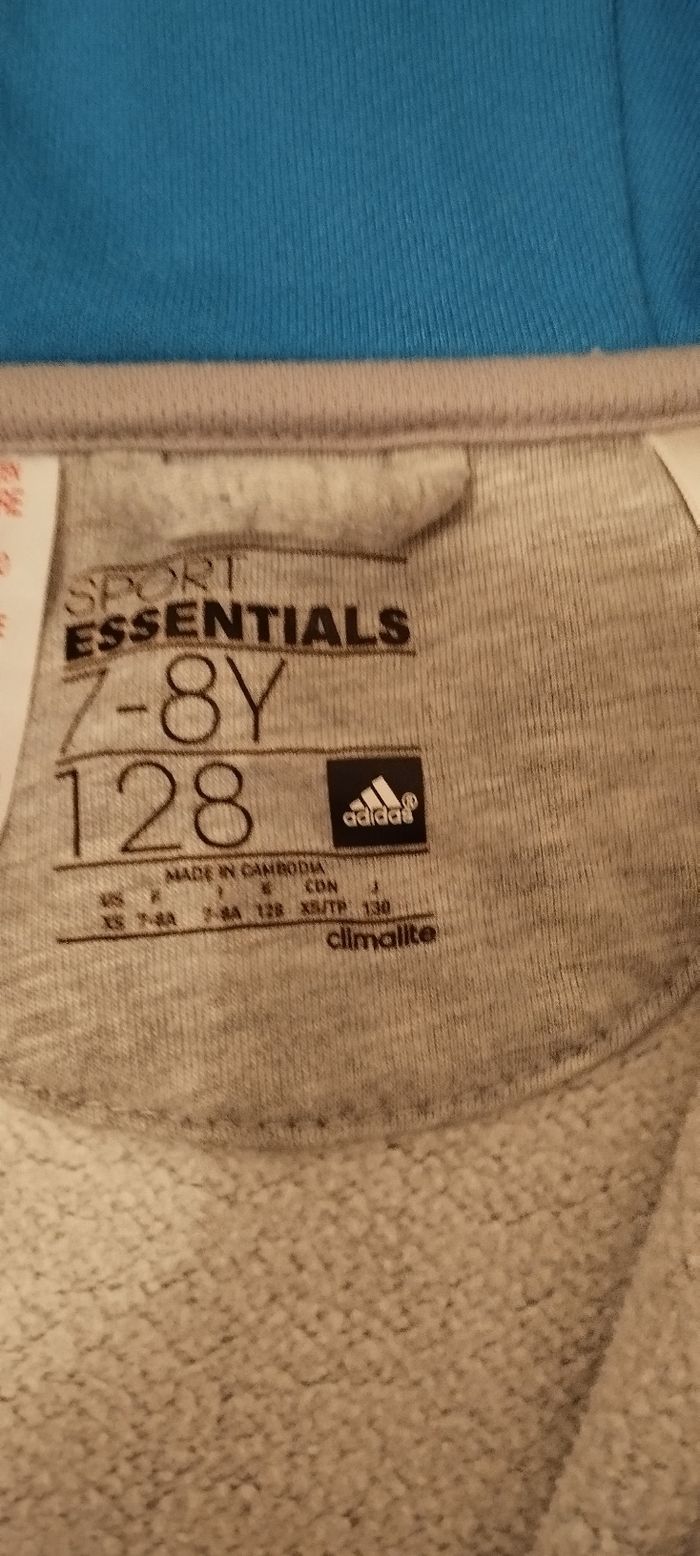 SPORT
ESSENTIALS
7-8Y
128
adidas®
MADE IN CAMBODIA
US F I E CDN J
XS 7-8A 7-8A 128 XS/TP 130
climalite